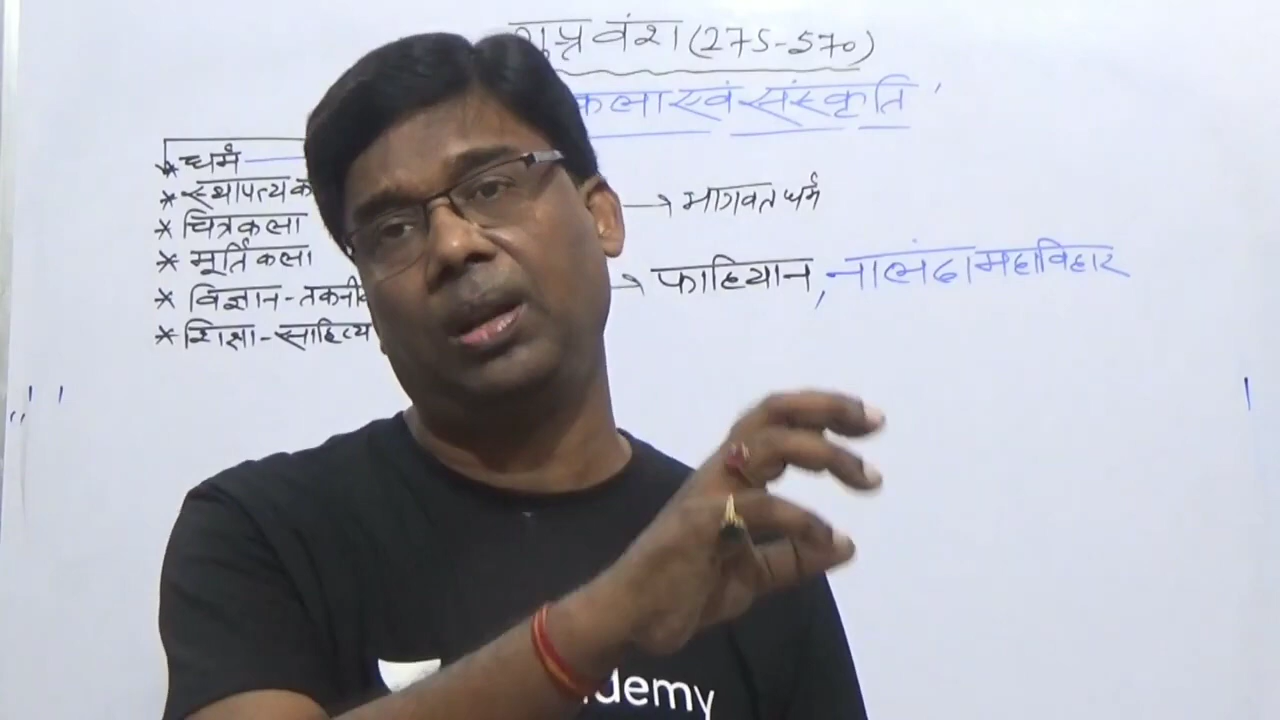 गुप्त वंश (275-570)
कला एवं संस्कृति
* धर्म
* स्थापत्य क
→ भागवत धर्म
* चित्रकला
* मूर्तिकला
→ फाहियान, नालंदा महाविहार
* विज्ञान-तकनी
* शिक्षा-साहित्य
demy